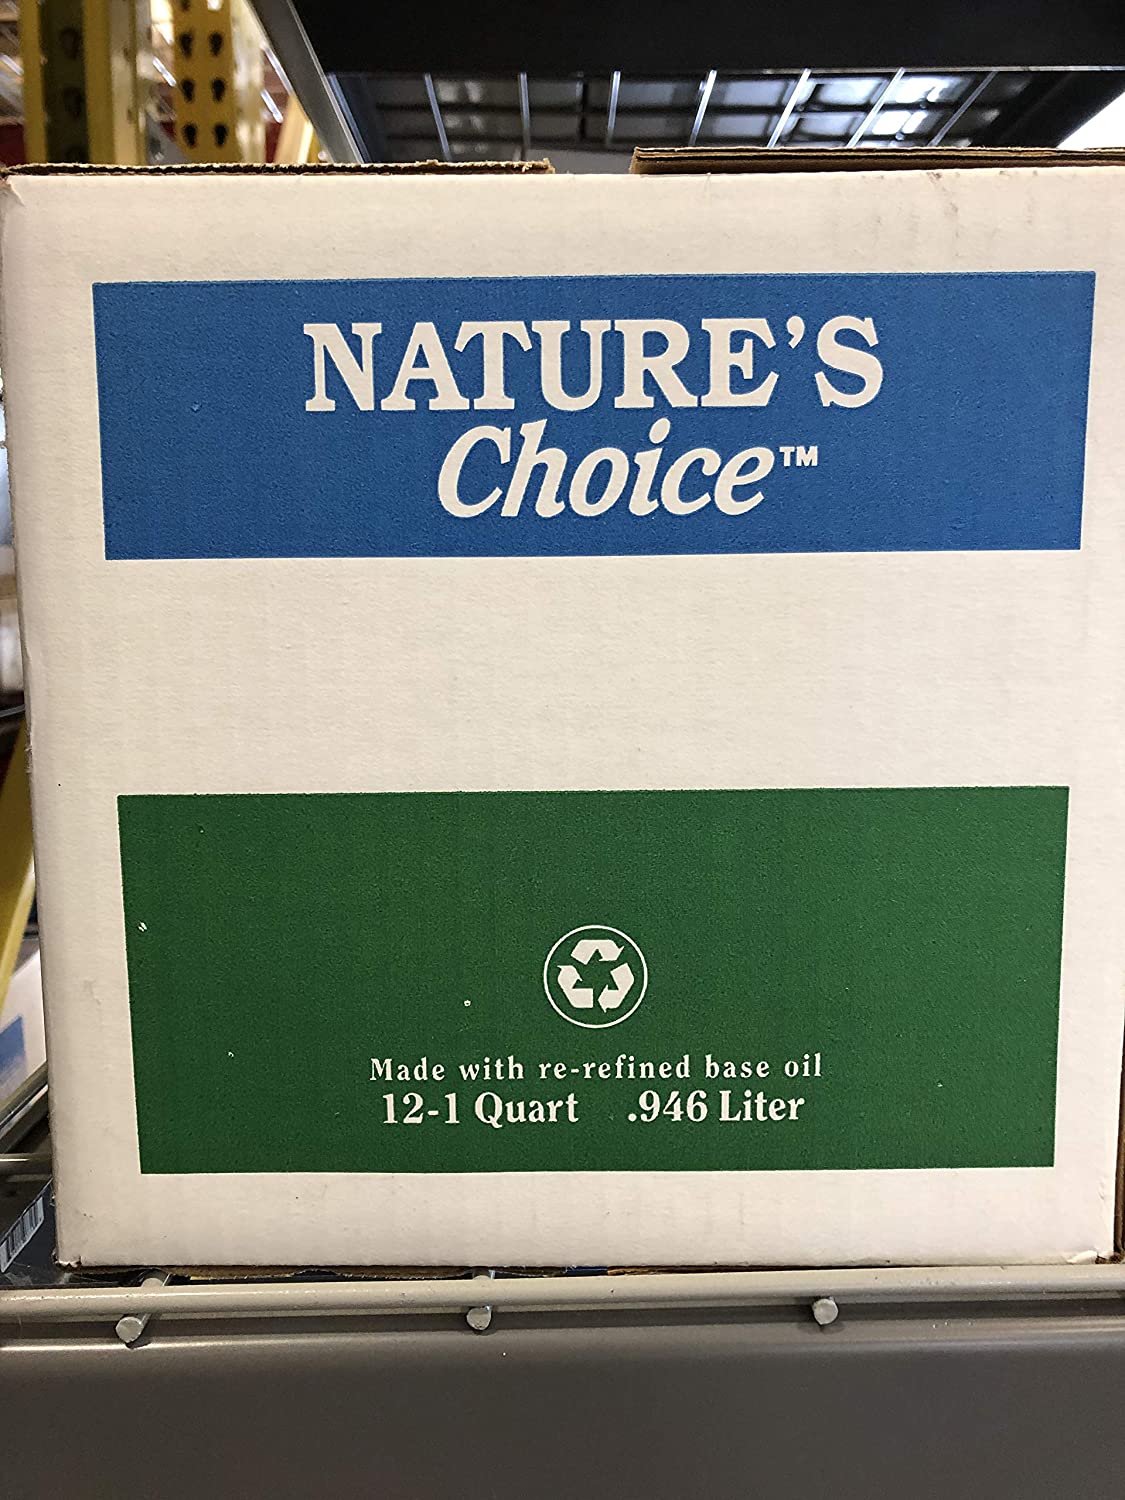 NATURE'S
Choice™
Made with re-refined base oil
12-1 Quart .946 Liter